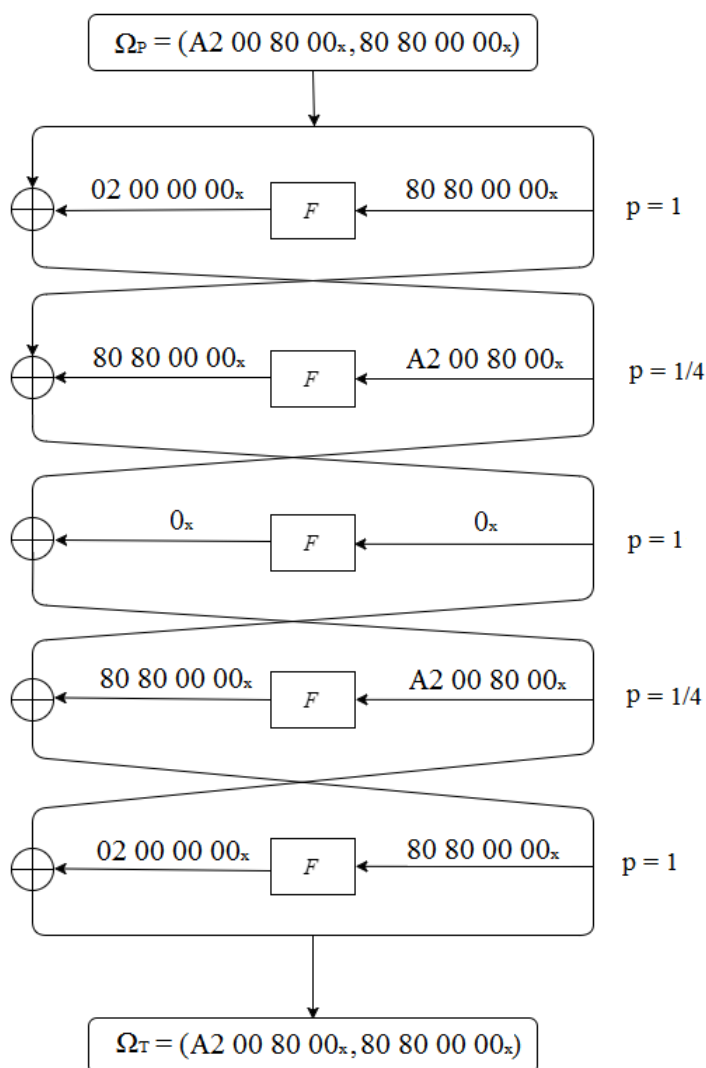 Ωₚ = (A2 00 80 00ₓ, 80 80 00 00ₓ)
02 00 00 00ₓ F 80 80 00 00ₓ p = 1
80 80 00 00ₓ F A2 00 80 00ₓ p = 1/4
0ₓ F 0ₓ p = 1
80 80 00 00ₓ F A2 00 80 00ₓ p = 1/4
02 00 00 00ₓ F 80 80 00 00ₓ p = 1
ΩT = (A2 00 80 00ₓ, 80 80 00 00ₓ)